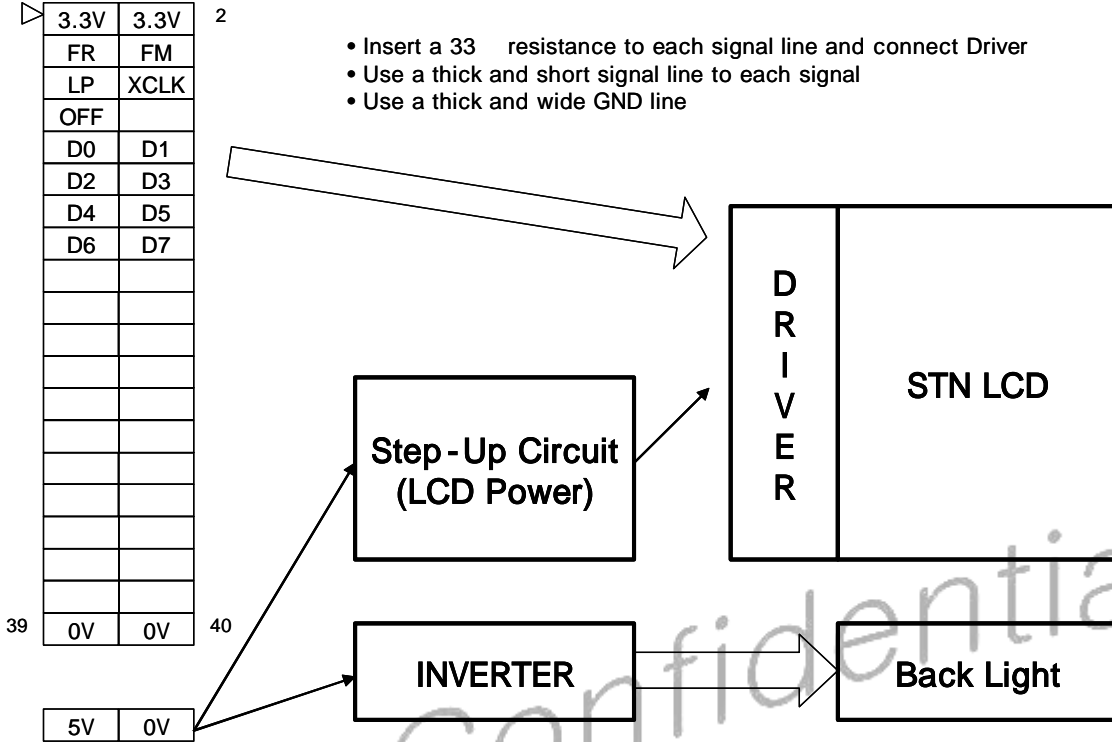 3.3V 3.3V 2
FR FM
LP XCLK
OFF
D0 D1
D2 D3
D4 D5
D6 D7
39 0V 0V 40
5V 0V
• Insert a 33 resistance to each signal line and connect Driver
• Use a thick and short signal line to each signal
• Use a thick and wide GND line
DRIVER
STN LCD
Step-Up Circuit
(LCD Power)
INVERTER
Back Light